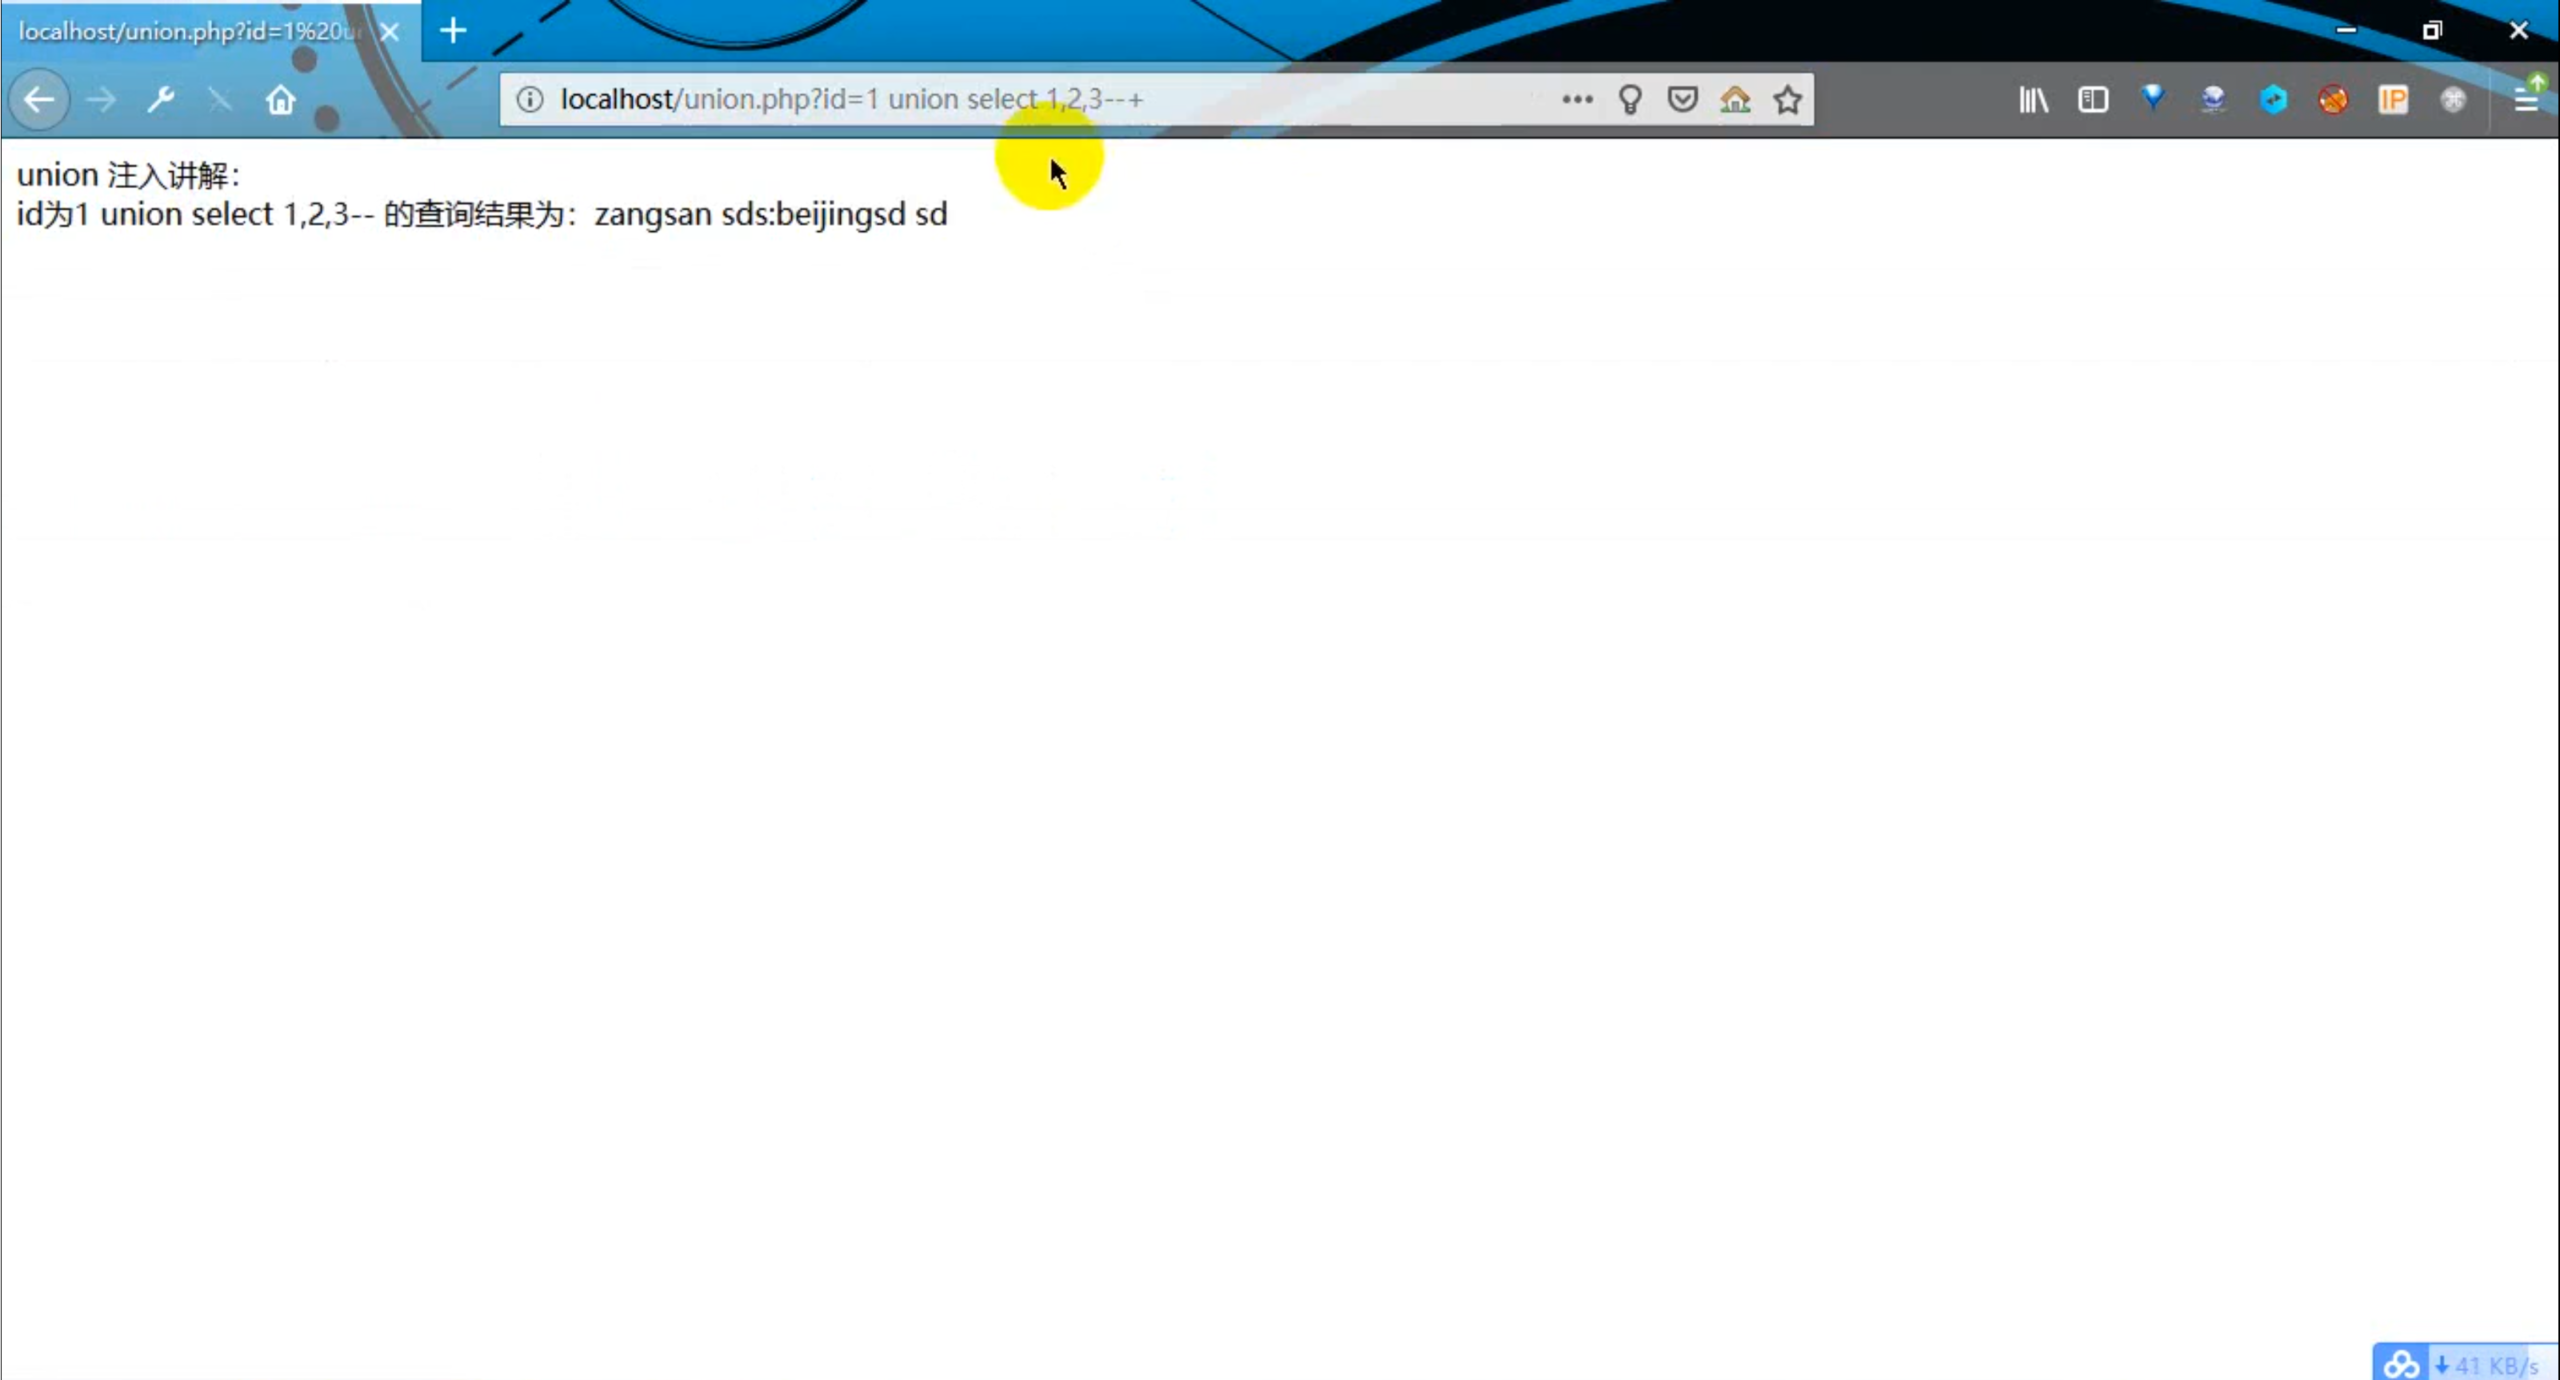 localhost/union.php?id=1%20u
localhost/union.php?id=1 union select 1,2,3--+
IP
union 注入讲解：
id为1 union select 1,2,3-- 的查询结果为：zangsan sds:beijingsd sd
41 KB/s